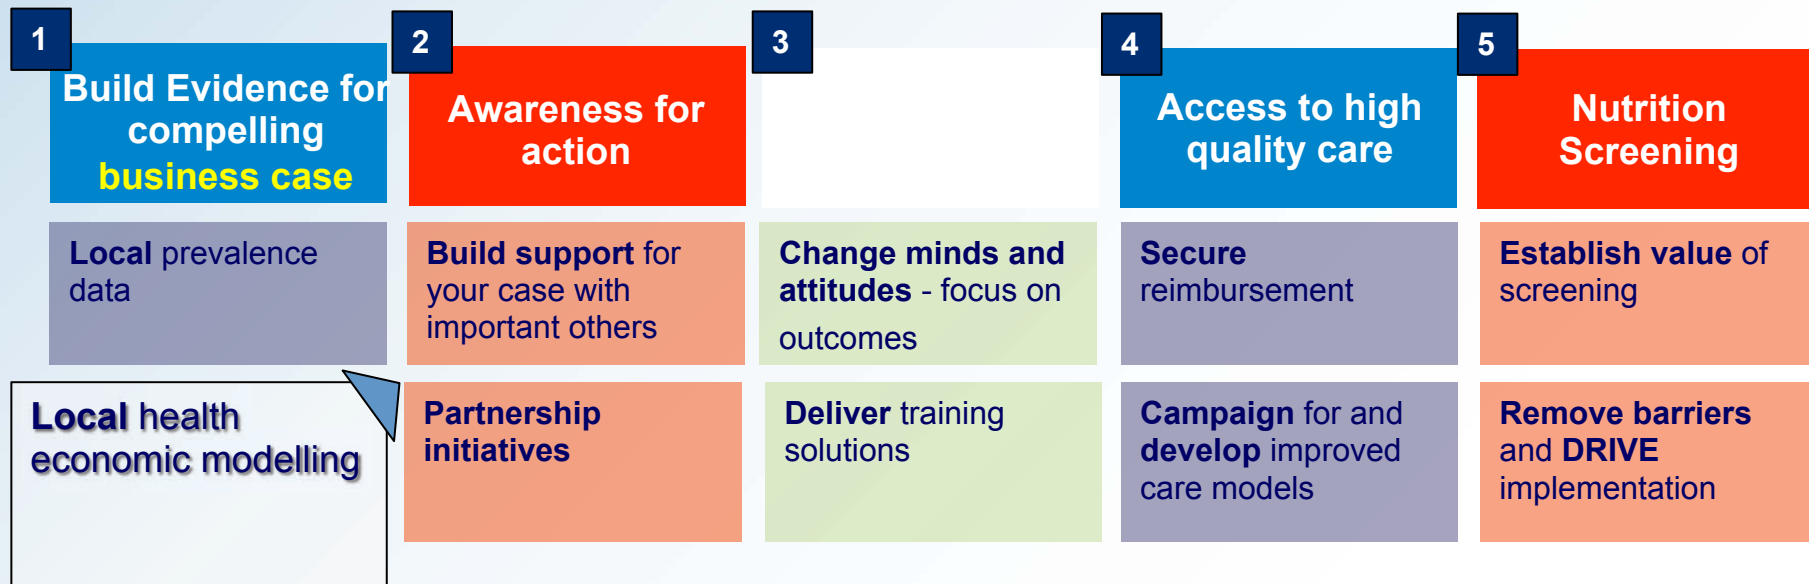 1
Build Evidence for
compelling
business case
Local prevalence
data
Local health
economic modelling
2
Awareness for
action
Build support for
your case with
important others
Partnership
initiatives
3
Change minds and
attitudes - focus on
outcomes
Deliver training
solutions
4
Access to high
quality care
Secure
reimbursement
Campaign for and
develop improved
care models
5
Nutrition
Screening
Establish value of
screening
Remove barriers
and DRIVE
implementation